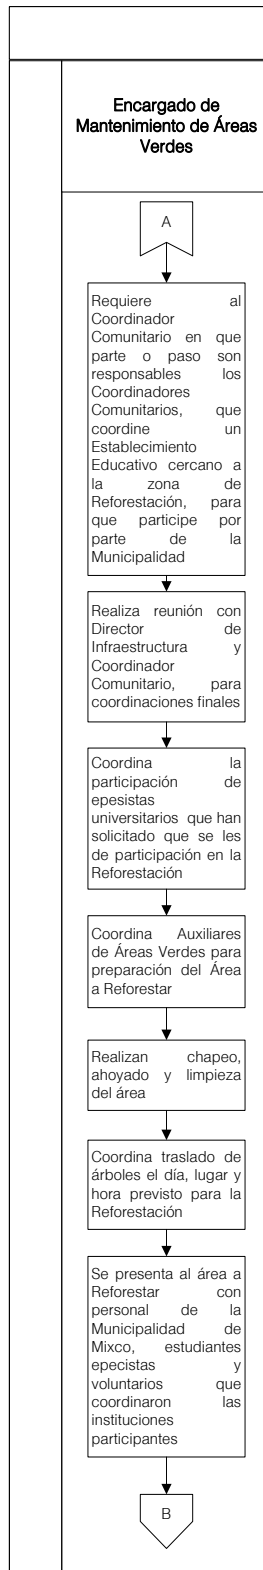 Encargado de
Mantenimiento de Áreas
Verdes
A
Requiere al
Coordinador
Comunitario en que
parte o paso son
responsables los
Coordinadores
Comunitarios, que
coordine un
Establecimiento
Educativo cercano a
la zona de
Reforestación, para
que participe por
parte de la
Municipalidad
Realiza reunión con
Director de
Infraestructura y
Coordinador
Comunitario, para
coordinaciones finales
Coordina la
participación de
epesistas
universitarios que han
solicitado que se les
de participación en la
Reforestación
Coordina Auxiliares
de Áreas Verdes para
preparación del Área
a Reforestar
Realizan chapeo,
ahoyado y limpieza
del área
Coordina traslado de
árboles el día, lugar y
hora previsto para la
Reforestación
Se presenta al área a
Reforestar con
personal de la
Municipalidad de
Mixco, estudiantes
epecistas y
voluntarios que
coordinaron las
instituciones
participantes
B